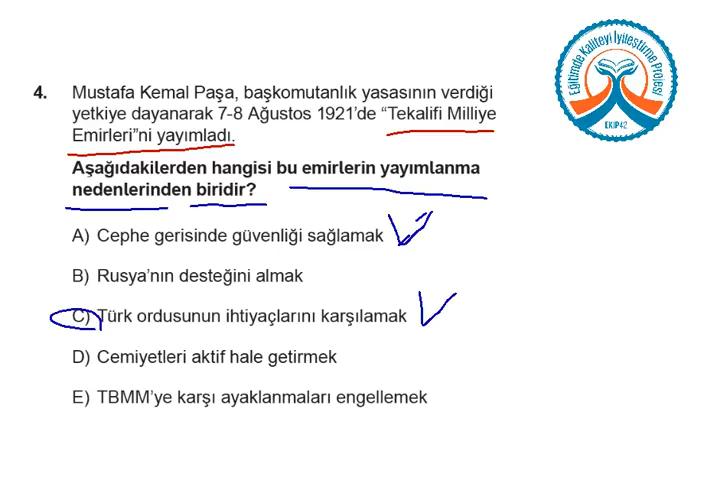 Eğitimde Kaliteyi İyileştirme Projesi
EKİP42
4. Mustafa Kemal Paşa, başkomutanlık yasasının verdiği
yetkiye dayanarak 7-8 Ağustos 1921’de “Tekalifi Milliye
Emirleri”ni yayımladı.
Aşağıdakilerden hangisi bu emirlerin yayımlanma
nedenlerinden biridir?
A) Cephe gerisinde güvenliği sağlamak
B) Rusya’nın desteğini almak
C) Türk ordusunun ihtiyaçlarını karşılamak
D) Cemiyetleri aktif hale getirmek
E) TBMM’ye karşı ayaklanmaları engellemek